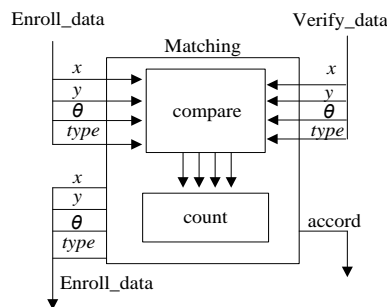 Enroll_data
Verify_data
Matching
x
y
θ
type
compare
x
y
θ
type
x
y
θ
type
count
accord
Enroll_data